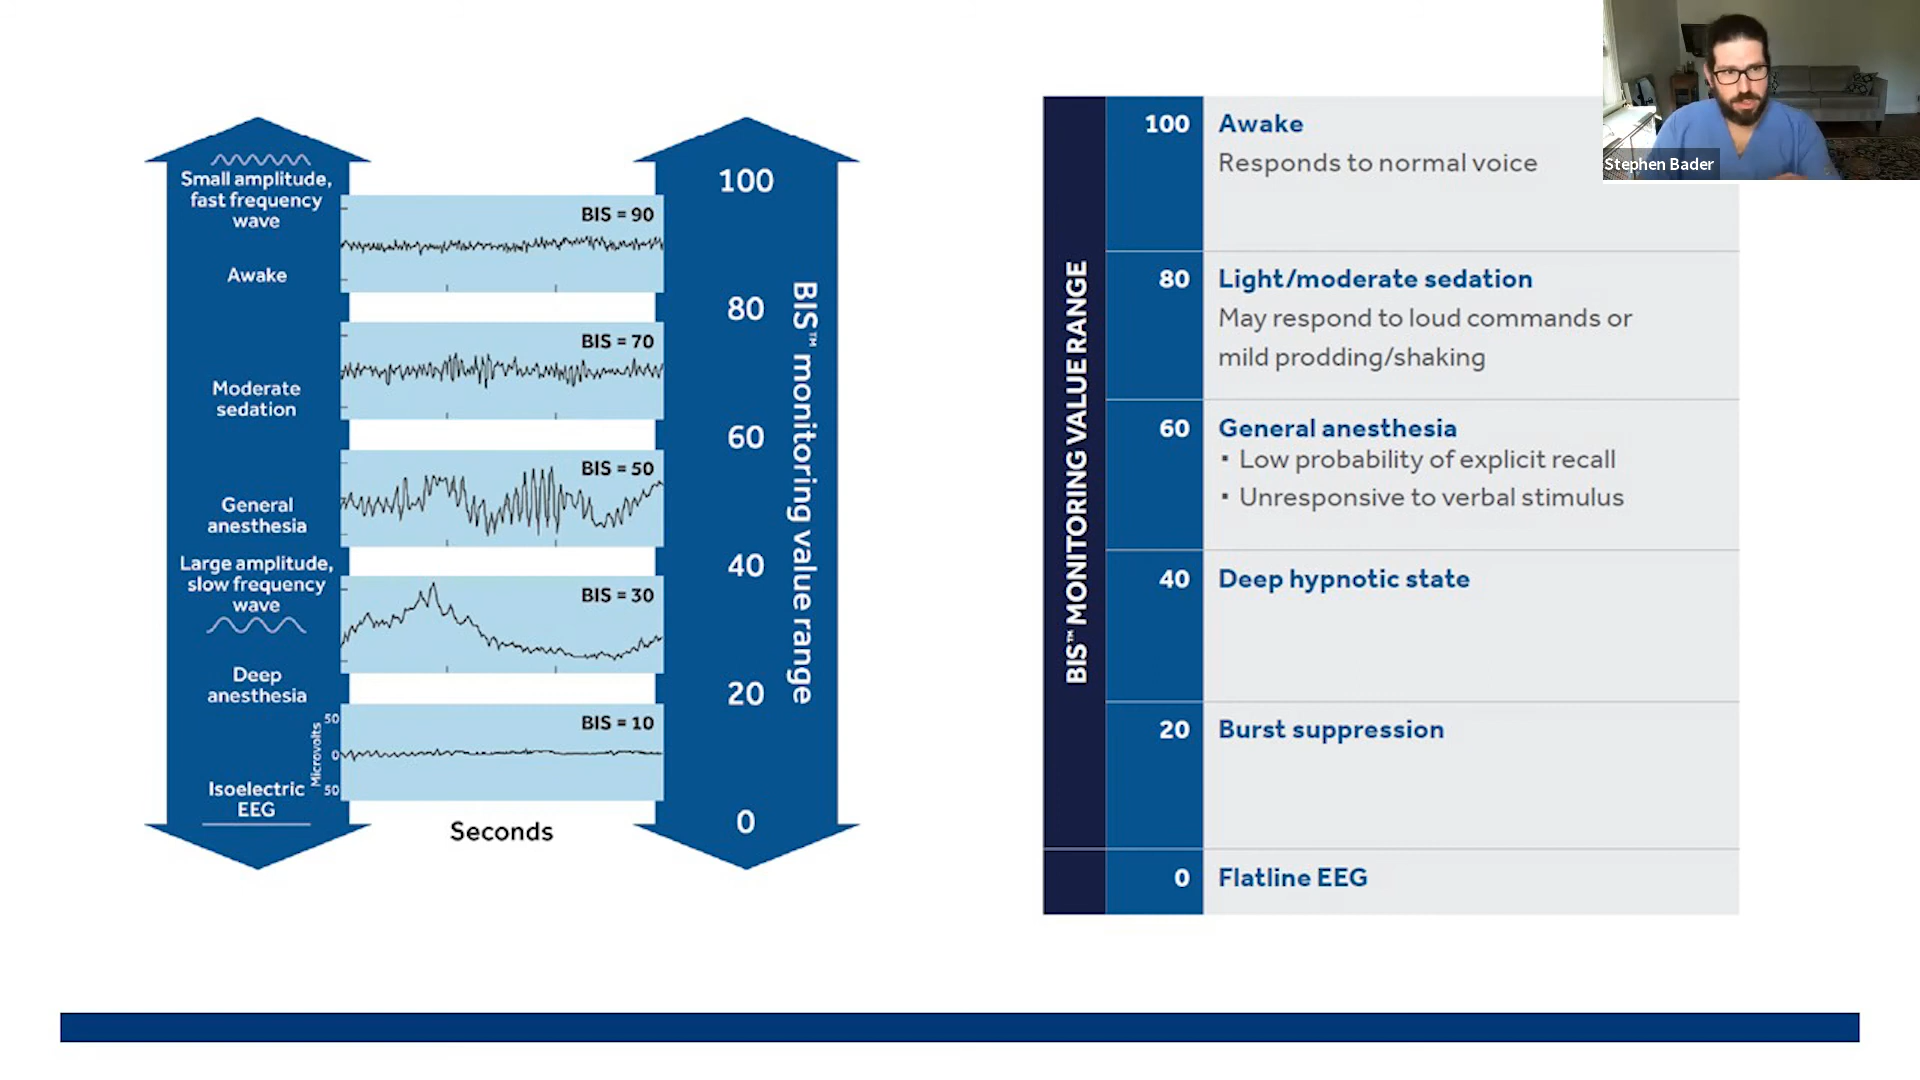 Small amplitude,
fast frequency
wave
Awake
Moderate
sedation
General
anesthesia
Large amplitude,
slow frequency
wave
Deep
anesthesia
Isoelectric
EEG
BIS = 90
BIS = 70
BIS = 50
BIS = 30
BIS = 10
Microvolts
50
0
50
Seconds
100
80
60
40
20
0
BIS™ monitoring value range
BIS™ MONITORING VALUE RANGE
100 Awake
Responds to normal voice
80 Light/moderate sedation
May respond to loud commands or
mild prodding/shaking
60 General anesthesia
▪ Low probability of explicit recall
▪ Unresponsive to verbal stimulus
40 Deep hypnotic state
20 Burst suppression
0 Flatline EEG
Stephen Bader